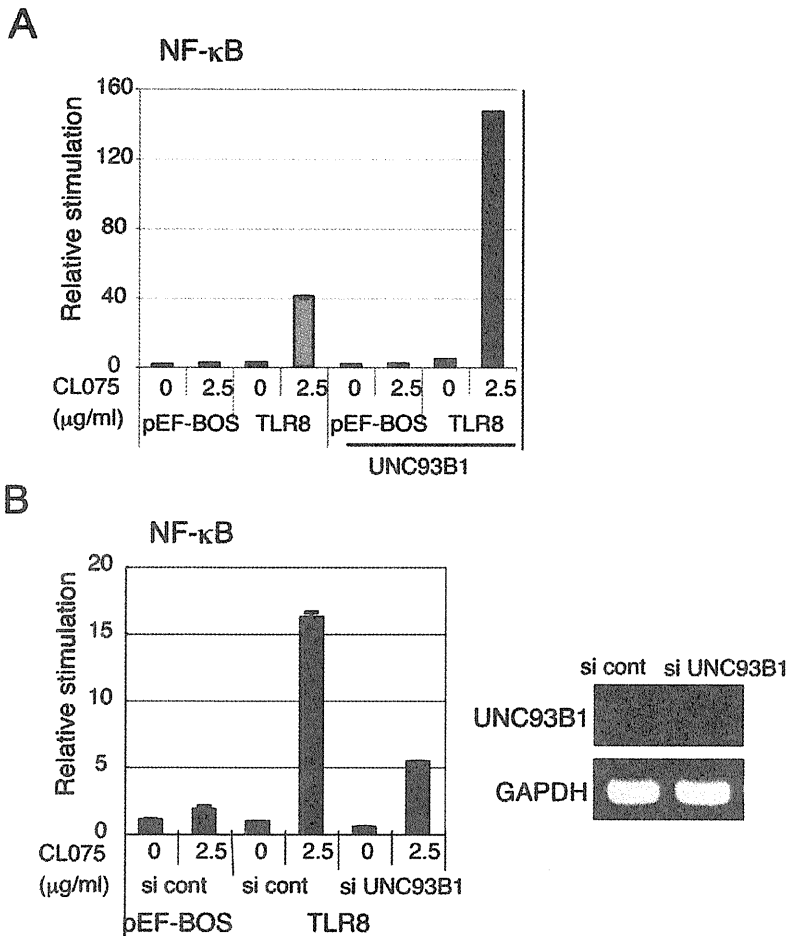 A
NF-κB
160
120
80
40
0
Relative stimulation
CL075 0 2.5 0 2.5 0 2.5 0 2.5
(μg/ml) pEF-BOS TLR8 pEF-BOS TLR8
UNC93B1
B
NF-κB
20
15
10
5
0
Relative stimulation
CL075 0 2.5 0 2.5 0 2.5
(μg/ml) si cont si cont si UNC93B1
pEF-BOS TLR8
si cont si UNC93B1
UNC93B1
GAPDH